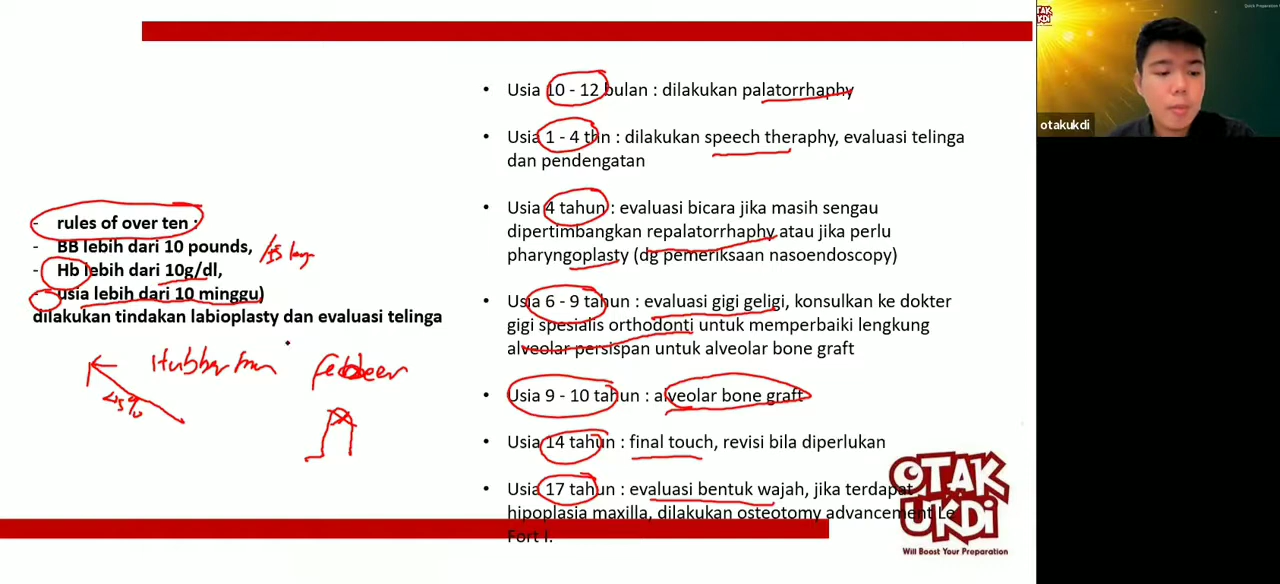 - rules of over ten :
- BB lebih dari 10 pounds,
- Hb lebih dari 10g/dl,
- usia lebih dari 10 minggu)
dilakukan tindakan labioplasty dan evaluasi telinga
• Usia 10 - 12 bulan : dilakukan palatorrhaphy
• Usia 1 - 4 thn : dilakukan speech theraphy, evaluasi telinga
dan pendengatan
• Usia 4 tahun : evaluasi bicara jika masih sengau
dipertimbangkan repalatorrhaphy atau jika perlu
pharyngoplasty (dg pemeriksaan nasoendoscopy)
• Usia 6 - 9 tahun : evaluasi gigi geligi, konsulkan ke dokter
gigi spesialis orthodonti untuk memperbaiki lengkung
alveolar persispan untuk alveolar bone graft
• Usia 9 - 10 tahun : alveolar bone graft
• Usia 14 tahun : final touch, revisi bila diperlukan
• Usia 17 tahun : evaluasi bentuk wajah, jika terdapat
hipoplasia maxilla, dilakukan osteotomy advancement Le
Fort I.
OTAK
UKDI
Will Boost Your Preparation
TAK
UKDI
otakukdi